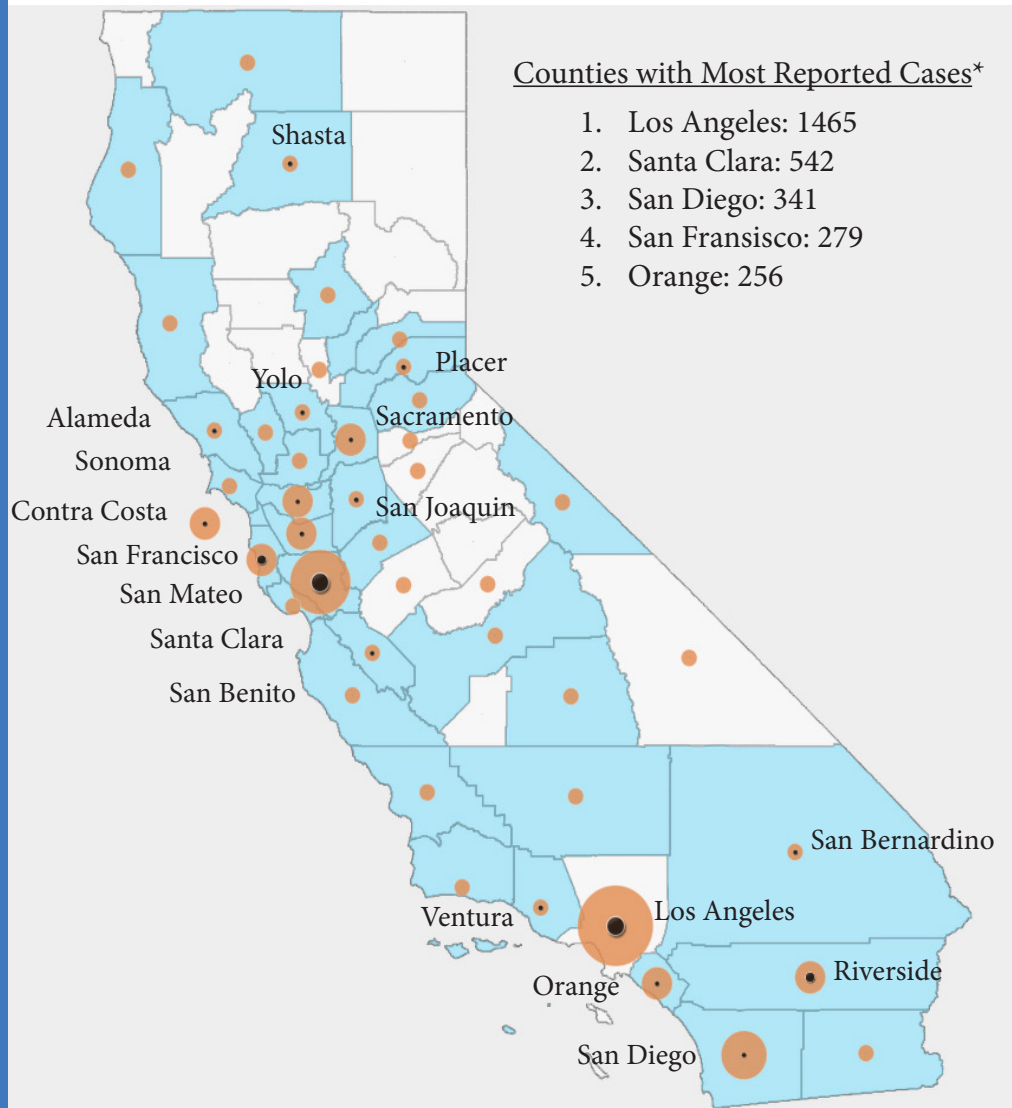 Counties with Most Reported Cases*
1. Los Angeles: 1465
2. Santa Clara: 542
3. San Diego: 341
4. San Fransisco: 279
5. Orange: 256
Shasta
Placer
Yolo
Alameda
Sacramento
Sonoma
San Joaquin
Contra Costa
San Francisco
San Mateo
Santa Clara
San Benito
San Bernardino
Ventura
Los Angeles
Orange
Riverside
San Diego